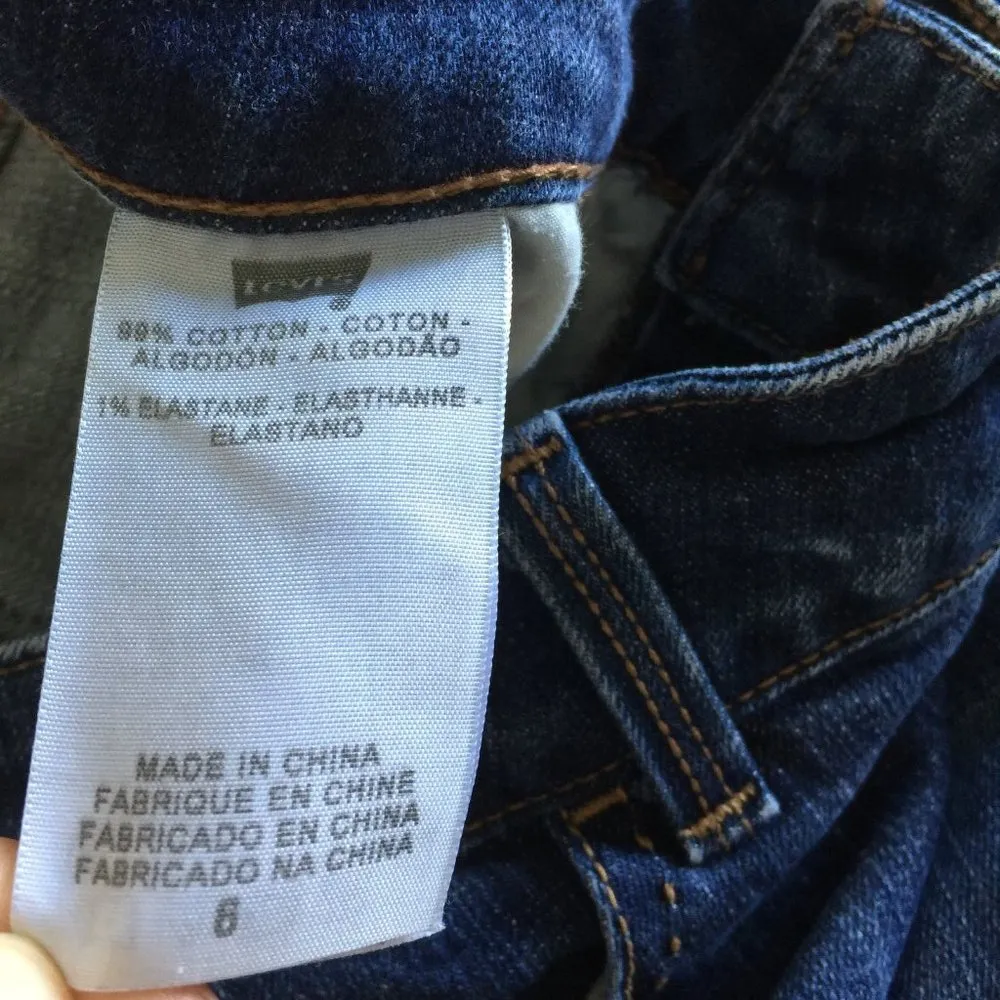 Levi's
99% COTTON - COTON -
ALGODÓN - ALGODÃO
1% ELASTANE - ELASTHANNE -
ELASTANO
MADE IN CHINA
FABRIQUE EN CHINE
FABRICADO EN CHINA
FABRICADO NA CHINA
6